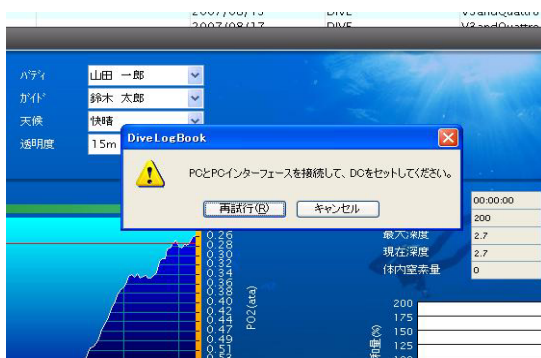 2007/08/17 DIVE V3andQuattro
ﾊﾞﾃﾞｨ 山田 一郎
ｶﾞｲﾄﾞ 鈴木 太郎
天候 快晴
透明度 15m
DiveLogBook
PCとPCインターフェースを接続して、DCをセットしてください。
再試行(R) キャンセル
00:00:00
200
最大深度 2.7
現在深度 2.7
体内窒素量 0
0.26
0.28
0.30
0.32
0.34
0.36
0.38
0.40
0.42
0.44
0.47
0.49
0.51
PO2(ata)
200
175
150
125